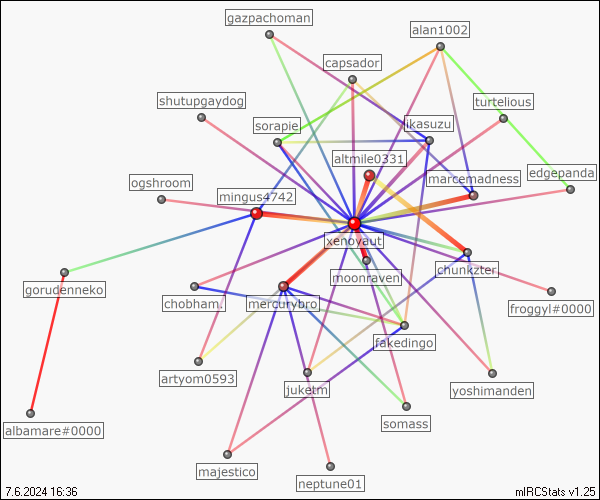 gazpachoman
alan1002
capsador
shutupgaydog
turtelious
sorapie
ikasuzu
altmile0331
edgepanda
marcemadness
ogshroom
mingus4742
xenovaut
chunkzter
moonraven
gorudenneko
chobham.
mercurybro
froggyl#0000
fakedingo
artyom0593
juketm
yoshimanden
albamare#0000
somass
majestico
neptune01
7.6.2024 16:36
mIRCStats v1.25